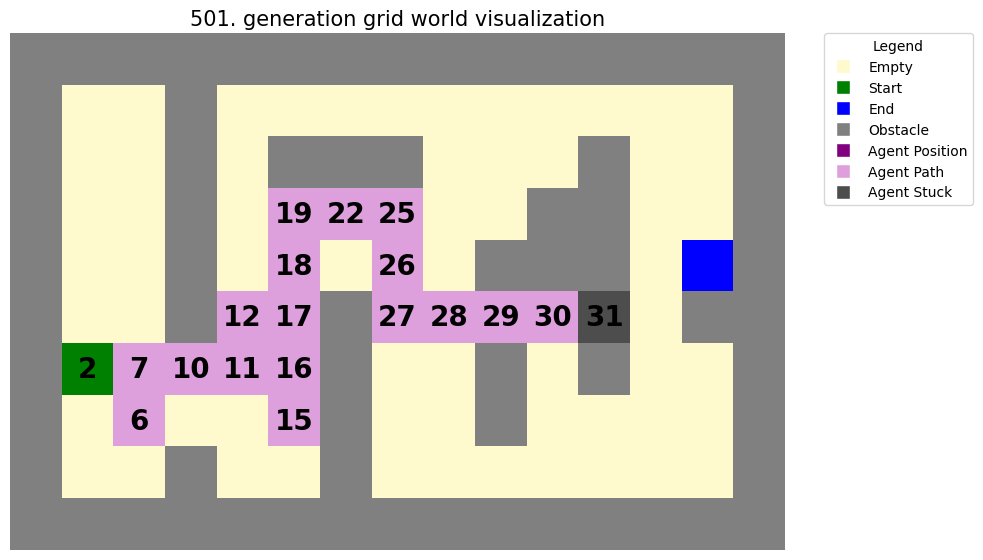 501. generation grid world visualization
Legend
Empty
Start
End
Obstacle
Agent Position
Agent Path
Agent Stuck
19 22 25
18 26
12 17 27 28 29 30 31
2 7 10 11 16
6 15